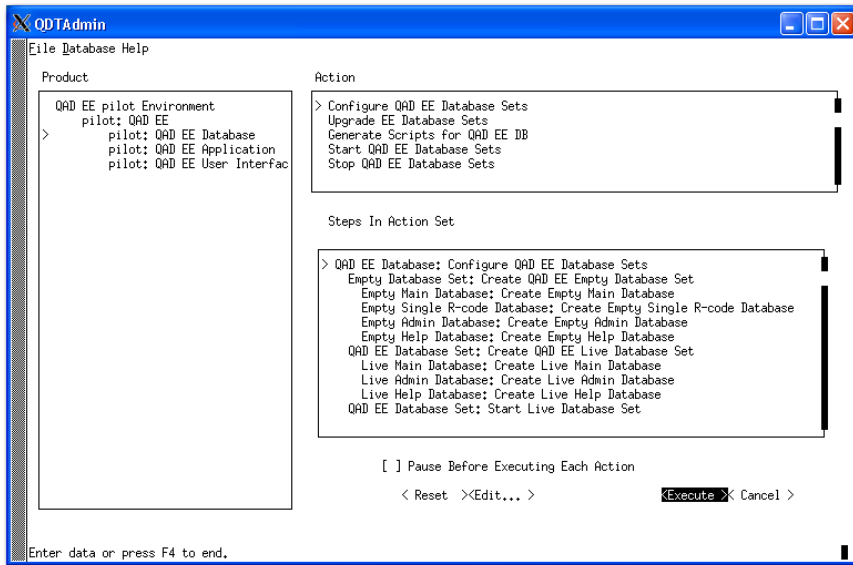 QDTAdmin
File Database Help
Product
QAD EE pilot Environment
pilot: QAD EE
> pilot: QAD EE Database
pilot: QAD EE Application
pilot: QAD EE User Interfac
Action
> Configure QAD EE Database Sets
Upgrade EE Database Sets
Generate Scripts for QAD EE DB
Start QAD EE Database Sets
Stop QAD EE Database Sets
Steps In Action Set
> QAD EE Database: Configure QAD EE Database Sets
Empty Database Set: Create QAD EE Empty Database Set
Empty Main Database: Create Empty Main Database
Empty Single R-code Database: Create Empty Single R-code Database
Empty Admin Database: Create Empty Admin Database
Empty Help Database: Create Empty Help Database
QAD EE Database Set: Create QAD EE Live Database Set
Live Main Database: Create Live Main Database
Live Admin Database: Create Live Admin Database
Live Help Database: Create Live Help Database
QAD EE Database Set: Start Live Database Set
[ ] Pause Before Executing Each Action
< Reset ><Edit... > <Execute >< Cancel >
Enter data or press F4 to end.